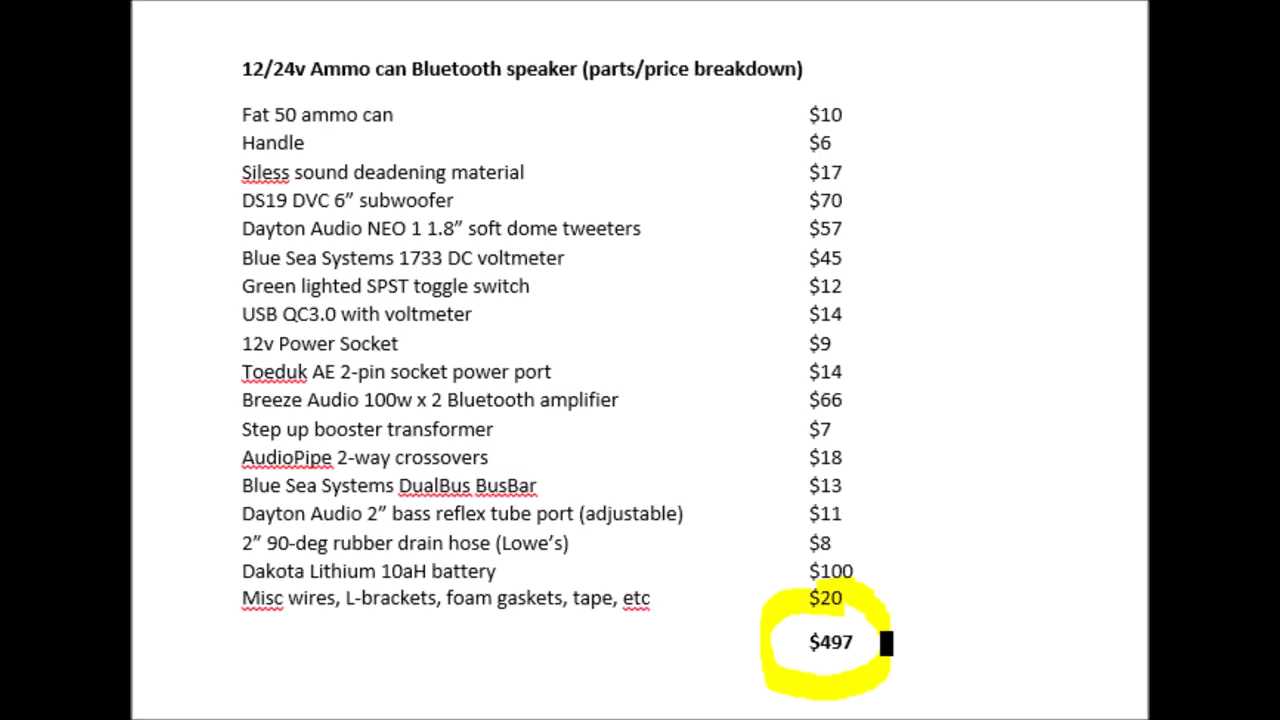 12/24v Ammo can Bluetooth speaker (parts/price breakdown)
Fat 50 ammo can $10
Handle $6
Siless sound deadening material $17
DS19 DVC 6” subwoofer $70
Dayton Audio NEO 1 1.8” soft dome tweeters $57
Blue Sea Systems 1733 DC voltmeter $45
Green lighted SPST toggle switch $12
USB QC3.0 with voltmeter $14
12v Power Socket $9
Toeduk AE 2-pin socket power port $14
Breeze Audio 100w x 2 Bluetooth amplifier $66
Step up booster transformer $7
AudioPipe 2-way crossovers $18
Blue Sea Systems DualBus BusBar $13
Dayton Audio 2” bass reflex tube port (adjustable) $11
2” 90-deg rubber drain hose (Lowe’s) $8
Dakota Lithium 10aH battery $100
Misc wires, L-brackets, foam gaskets, tape, etc $20
$497